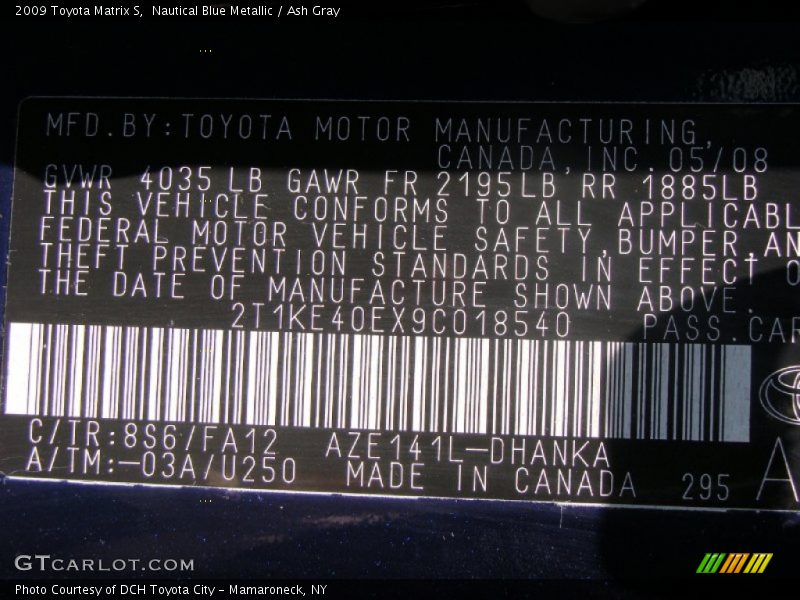 2009 Toyota Matrix S,  Nautical Blue Metallic / Ash Gray
MFD.BY:TOYOTA MOTOR MANUFACTURING,
CANADA,INC.05/08
GVWR 4035 LB GAWR FR 2195LB RR 1885LB
THIS VEHICLE CONFORMS TO ALL APPLICABL
FEDERAL MOTOR VEHICLE SAFETY,BUMPER AN
THEFT PREVENTION STANDARDS IN EFFECT O
THE DATE OF MANUFACTURE SHOWN ABOVE.
2T1KE40EX9C018540 PASS.CAR
C/TR:8S6/FA12 AZE141L-DHANKA
A/TM:-03A/U250 MADE IN CANADA 295 A
GTCARLOT.COM
Photo Courtesy of DCH Toyota City - Mamaroneck, NY